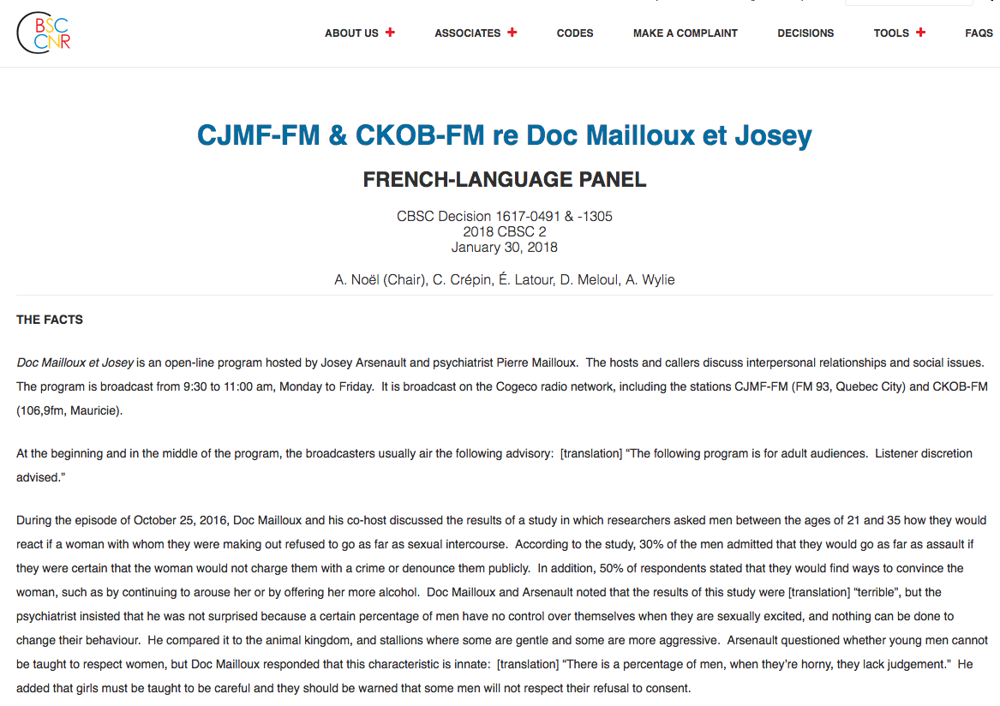 BSC
CNR
ABOUT US +
ASSOCIATES +
CODES
MAKE A COMPLAINT
DECISIONS
TOOLS +
FAQS
CJMF-FM & CKOB-FM re Doc Mailloux et Josey
FRENCH-LANGUAGE PANEL
CBSC Decision 1617-0491 & -1305
2018 CBSC 2
January 30, 2018
A. Noël (Chair), C. Crépin, É. Latour, D. Meloul, A. Wylie
THE FACTS
Doc Mailloux et Josey is an open-line program hosted by Josey Arsenault and psychiatrist Pierre Mailloux.  The hosts and callers discuss interpersonal relationships and social issues.
The program is broadcast from 9:30 to 11:00 am, Monday to Friday.  It is broadcast on the Cogeco radio network, including the stations CJMF-FM (FM 93, Quebec City) and CKOB-FM
(106,9fm, Mauricie).
At the beginning and in the middle of the program, the broadcasters usually air the following advisory:  [translation] “The following program is for adult audiences.  Listener discretion
advised.”
During the episode of October 25, 2016, Doc Mailloux and his co-host discussed the results of a study in which researchers asked men between the ages of 21 and 35 how they would
react if a woman with whom they were making out refused to go as far as sexual intercourse.  According to the study, 30% of the men admitted that they would go as far as assault if
they were certain that the woman would not charge them with a crime or denounce them publicly.  In addition, 50% of respondents stated that they would find ways to convince the
woman, such as by continuing to arouse her or by offering her more alcohol.  Doc Mailloux and Arsenault noted that the results of this study were [translation] “terrible”, but the
psychiatrist insisted that he was not surprised because a certain percentage of men have no control over themselves when they are sexually excited, and nothing can be done to
change their behaviour.  He compared it to the animal kingdom, and stallions where some are gentle and some are more aggressive.  Arsenault questioned whether young men cannot
be taught to respect women, but Doc Mailloux responded that this characteristic is innate:  [translation] “There is a percentage of men, when they’re horny, they lack judgement.”  He
added that girls must be taught to be careful and they should be warned that some men will not respect their refusal to consent.